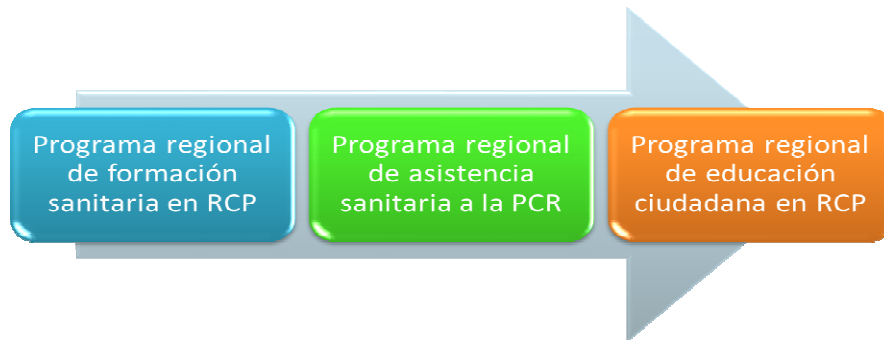 Programa regional
de formación
sanitaria en RCP
Programa regional
de asistencia
sanitaria a la PCR
Programa regional
de educación
ciudadana en RCP